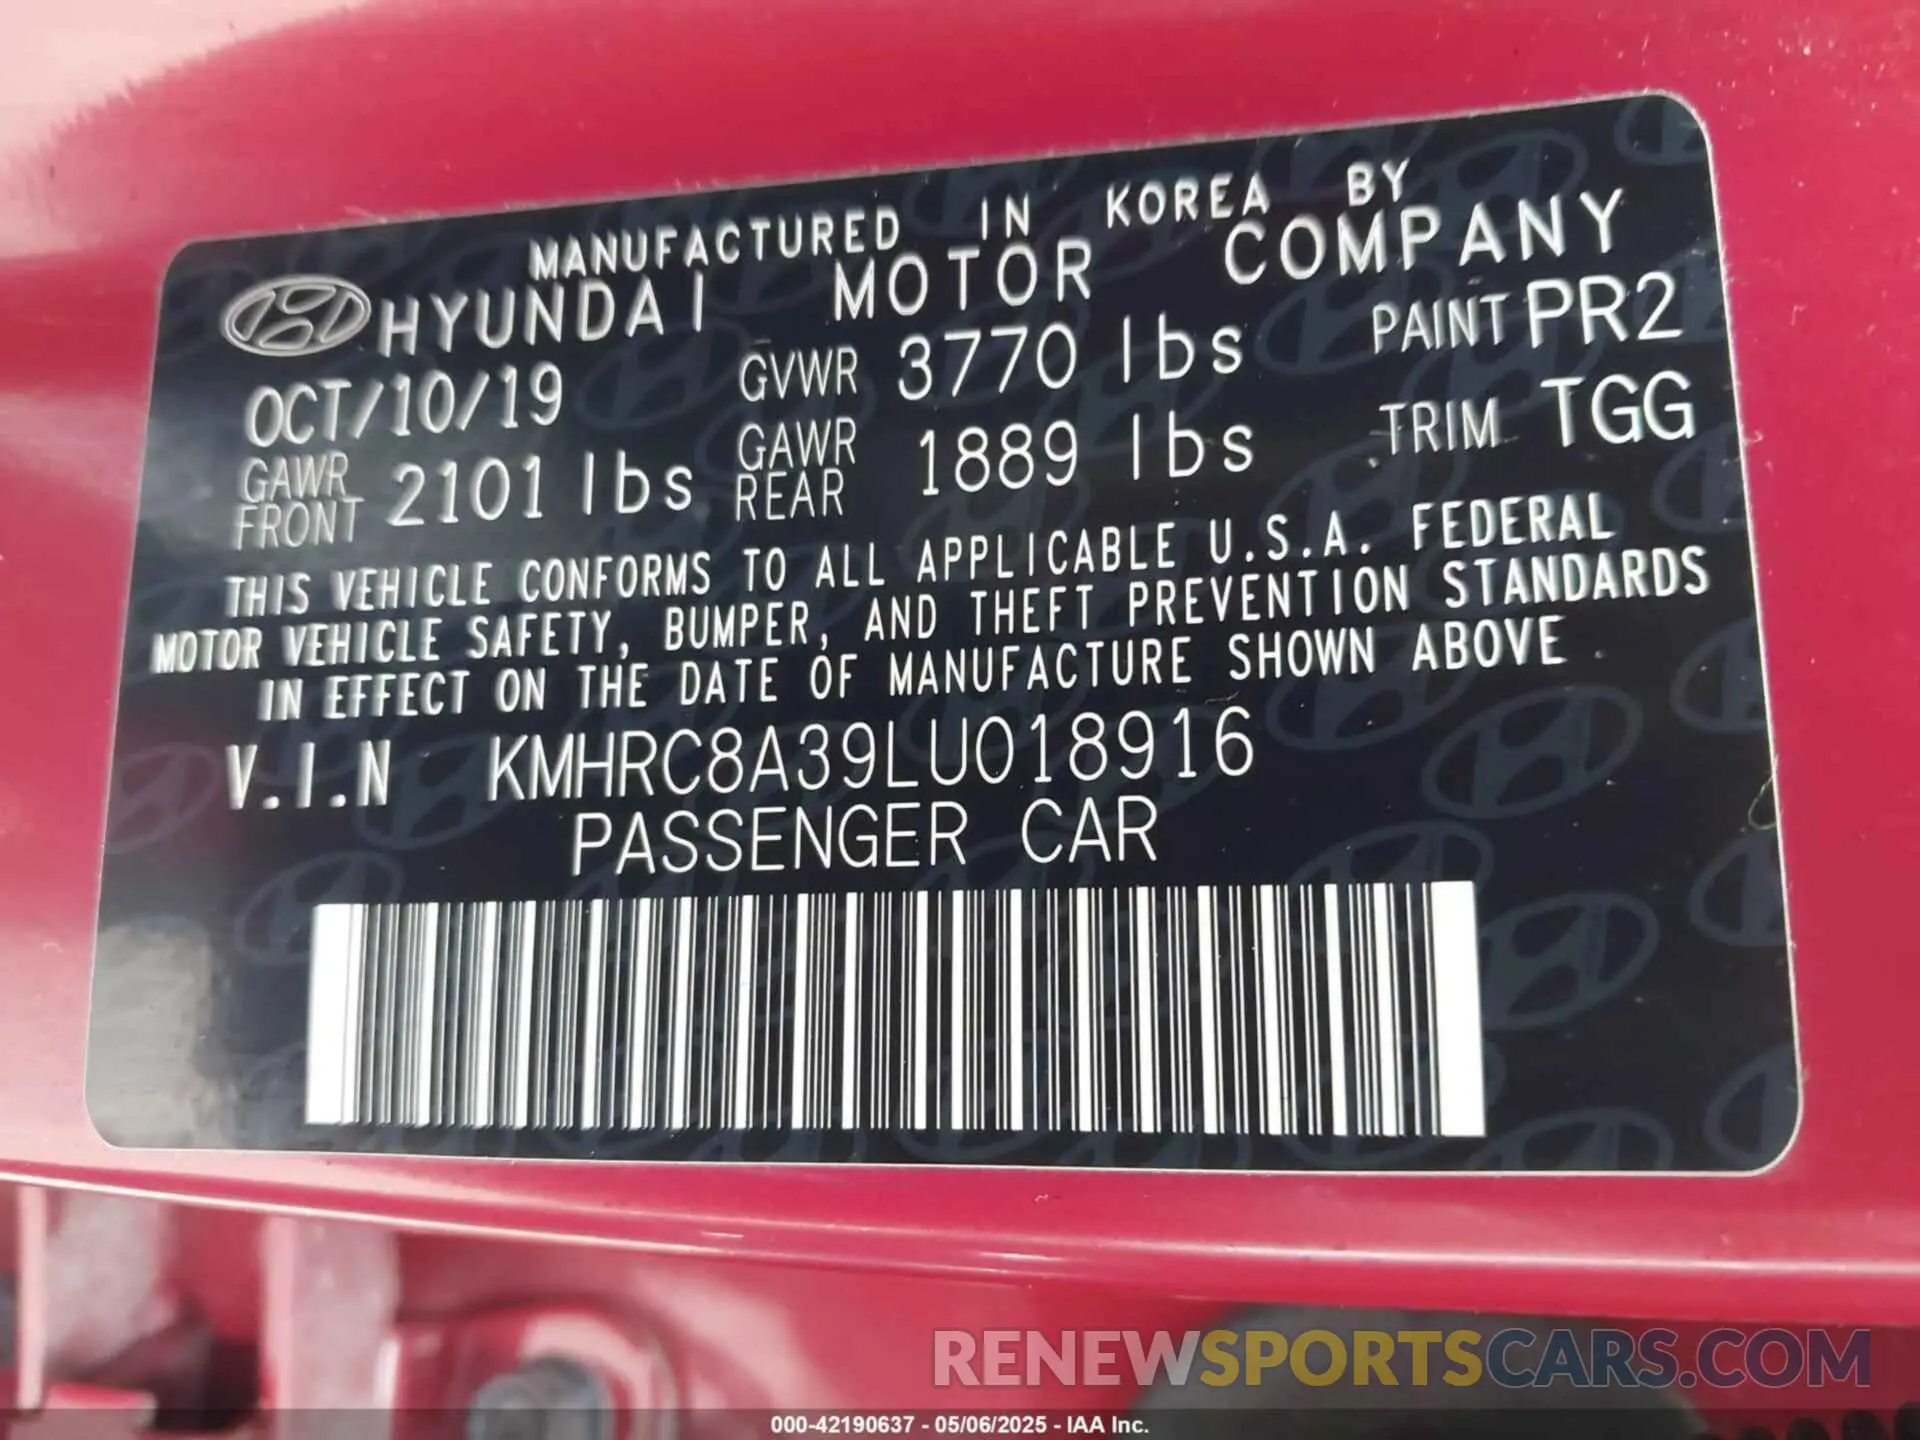 MANUFACTURED IN KOREA BY
HYUNDAI MOTOR COMPANY
OCT/10/19 GVWR 3770 lbs PAINT PR2
GAWR FRONT 2101 lbs GAWR REAR 1889 lbs TRIM TGG
THIS VEHICLE CONFORMS TO ALL APPLICABLE U.S.A. FEDERAL
MOTOR VEHICLE SAFETY, BUMPER, AND THEFT PREVENTION STANDARDS
IN EFFECT ON THE DATE OF MANUFACTURE SHOWN ABOVE
V.I.N KMHRC8A39LU018916
PASSENGER CAR
RENEWSPORTSCARS.COM
000-42190637 - 05/06/2025 - IAA Inc.